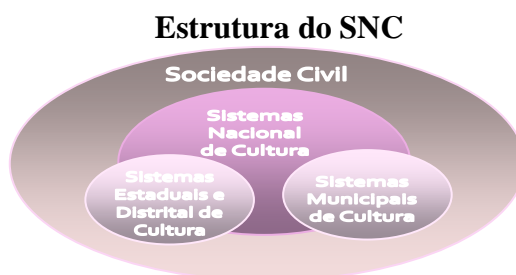 Estrutura do SNC
Sociedade Civil
Sistemas
Nacional
de Cultura
Sistemas
Estaduais e
Distrital de
Cultura
Sistemas
Municipais
de Cultura